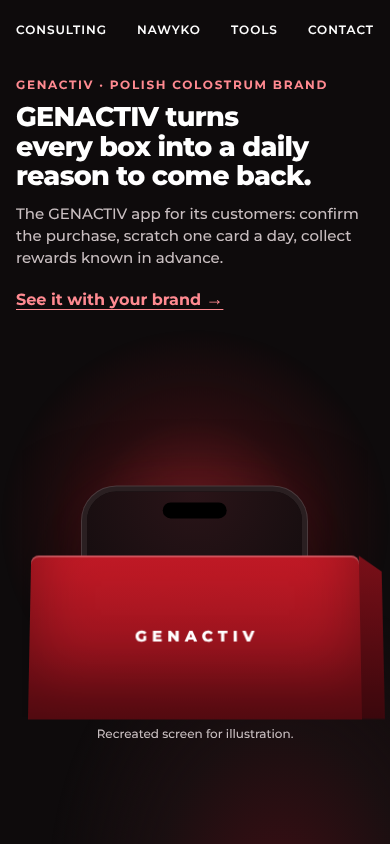 CONSULTING NAWYKO TOOLS CONTACT
GENACTIV · POLISH COLOSTRUM BRAND
GENACTIV turns
every box into a daily
reason to come back.
The GENACTIV app for its customers: confirm
the purchase, scratch one card a day, collect
rewards known in advance.
See it with your brand →
GENACTIV
Recreated screen for illustration.